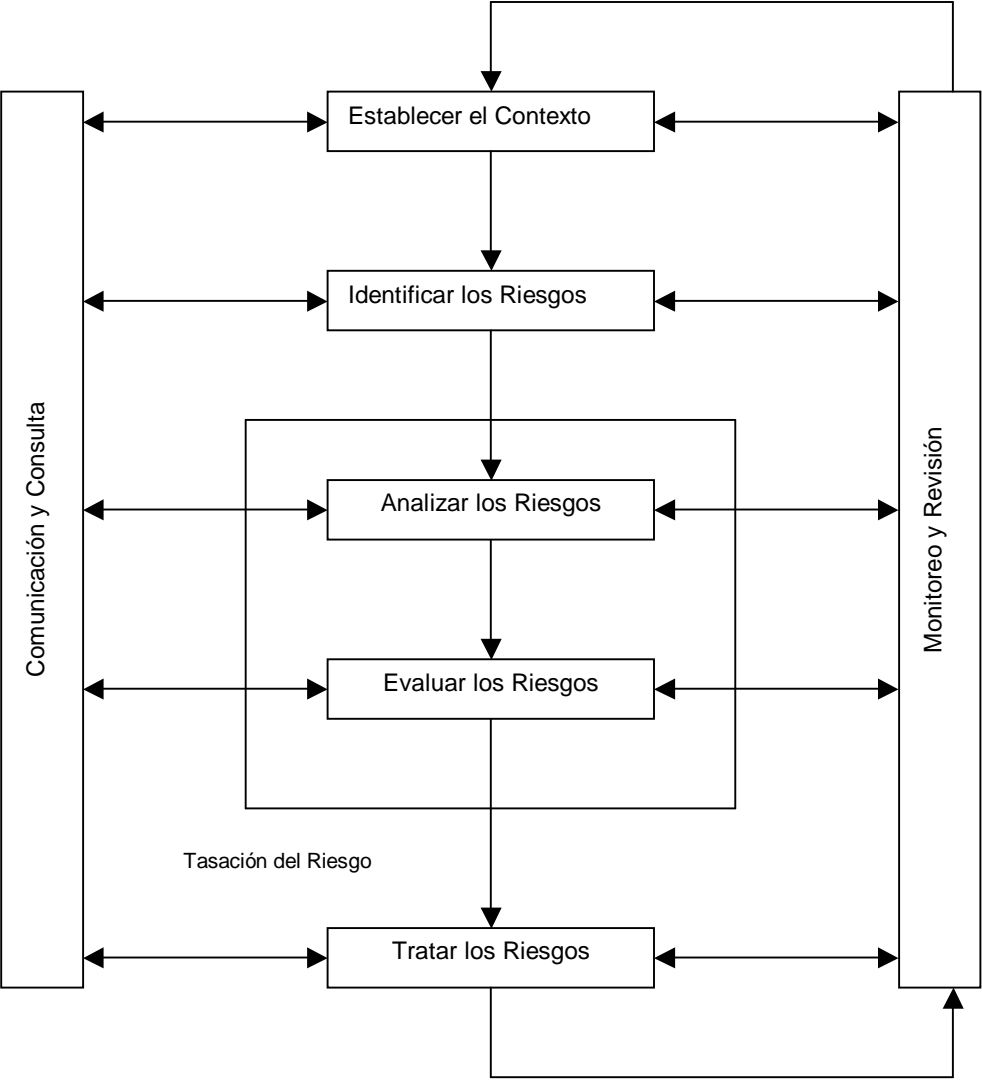 Establecer el Contexto
Identificar los Riesgos
Comunicación y Consulta
Monitoreo y Revisión
Analizar los Riesgos
Evaluar los Riesgos
Tasación del Riesgo
Tratar los Riesgos